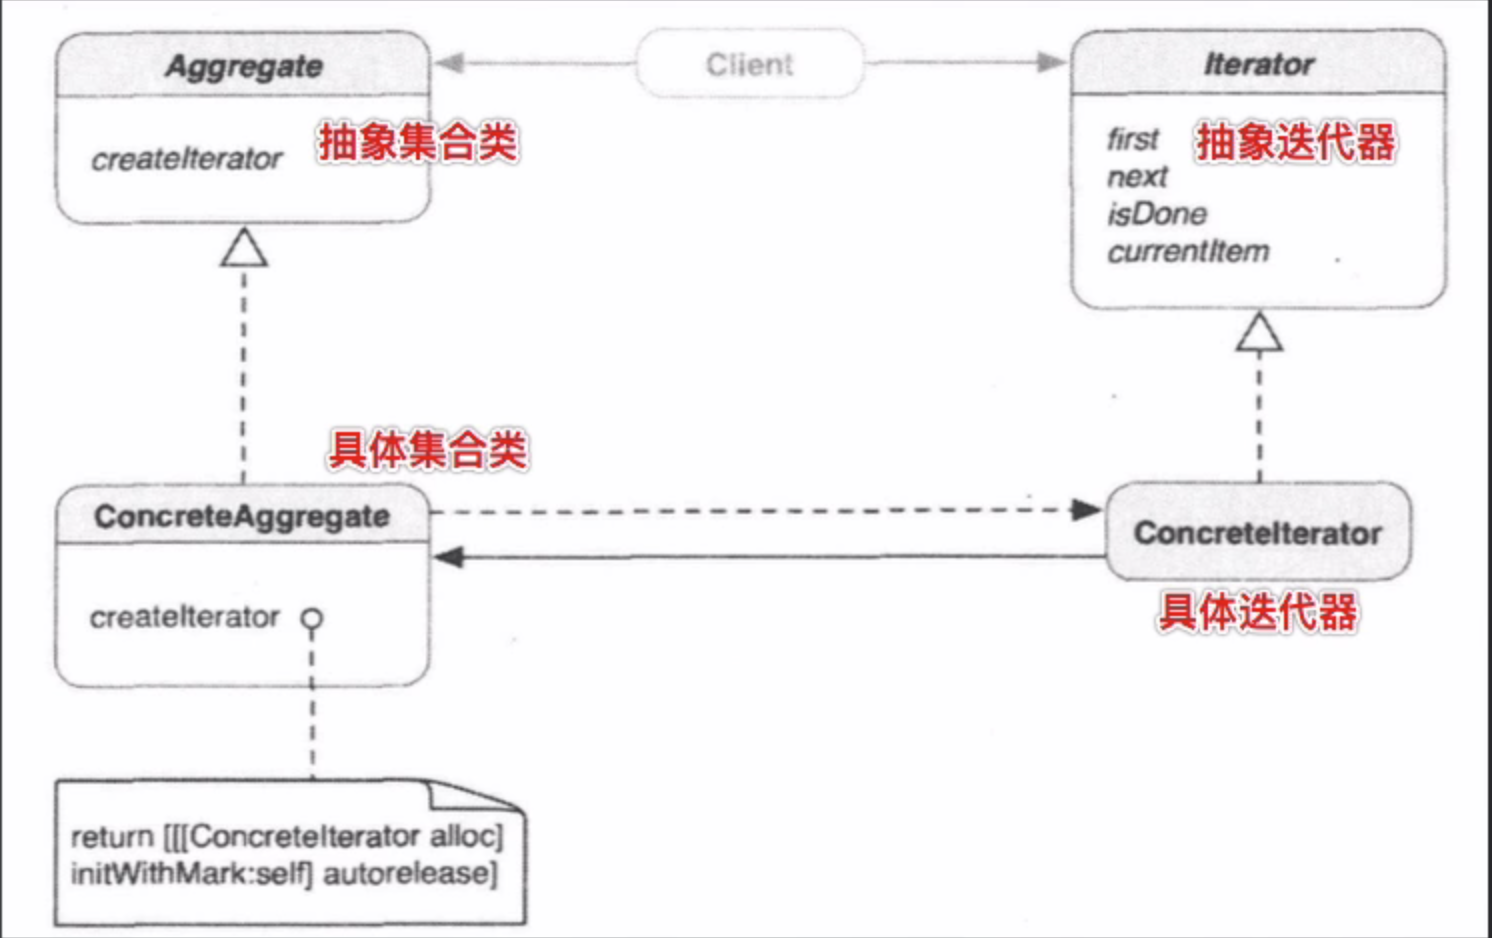 Aggregate
Client
Iterator
抽象集合类
createIterator
抽象迭代器
first
next
isDone
currentItem
具体集合类
ConcreteAggregate
ConcreteIterator
createIterator
具体迭代器
return [[[ConcreteIterator alloc]
initWithMark:self] autorelease]